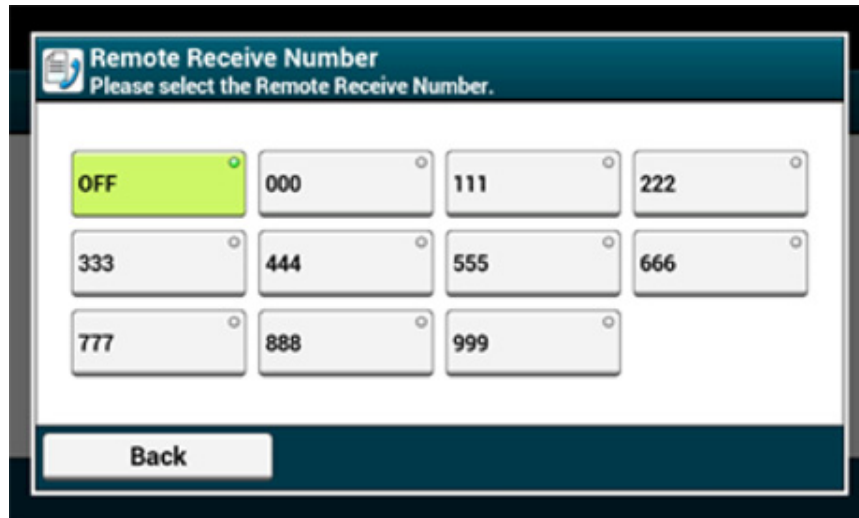 Remote Receive Number
Please select the Remote Receive Number.
OFF 000 111 222
333 444 555 666
777 888 999
Back